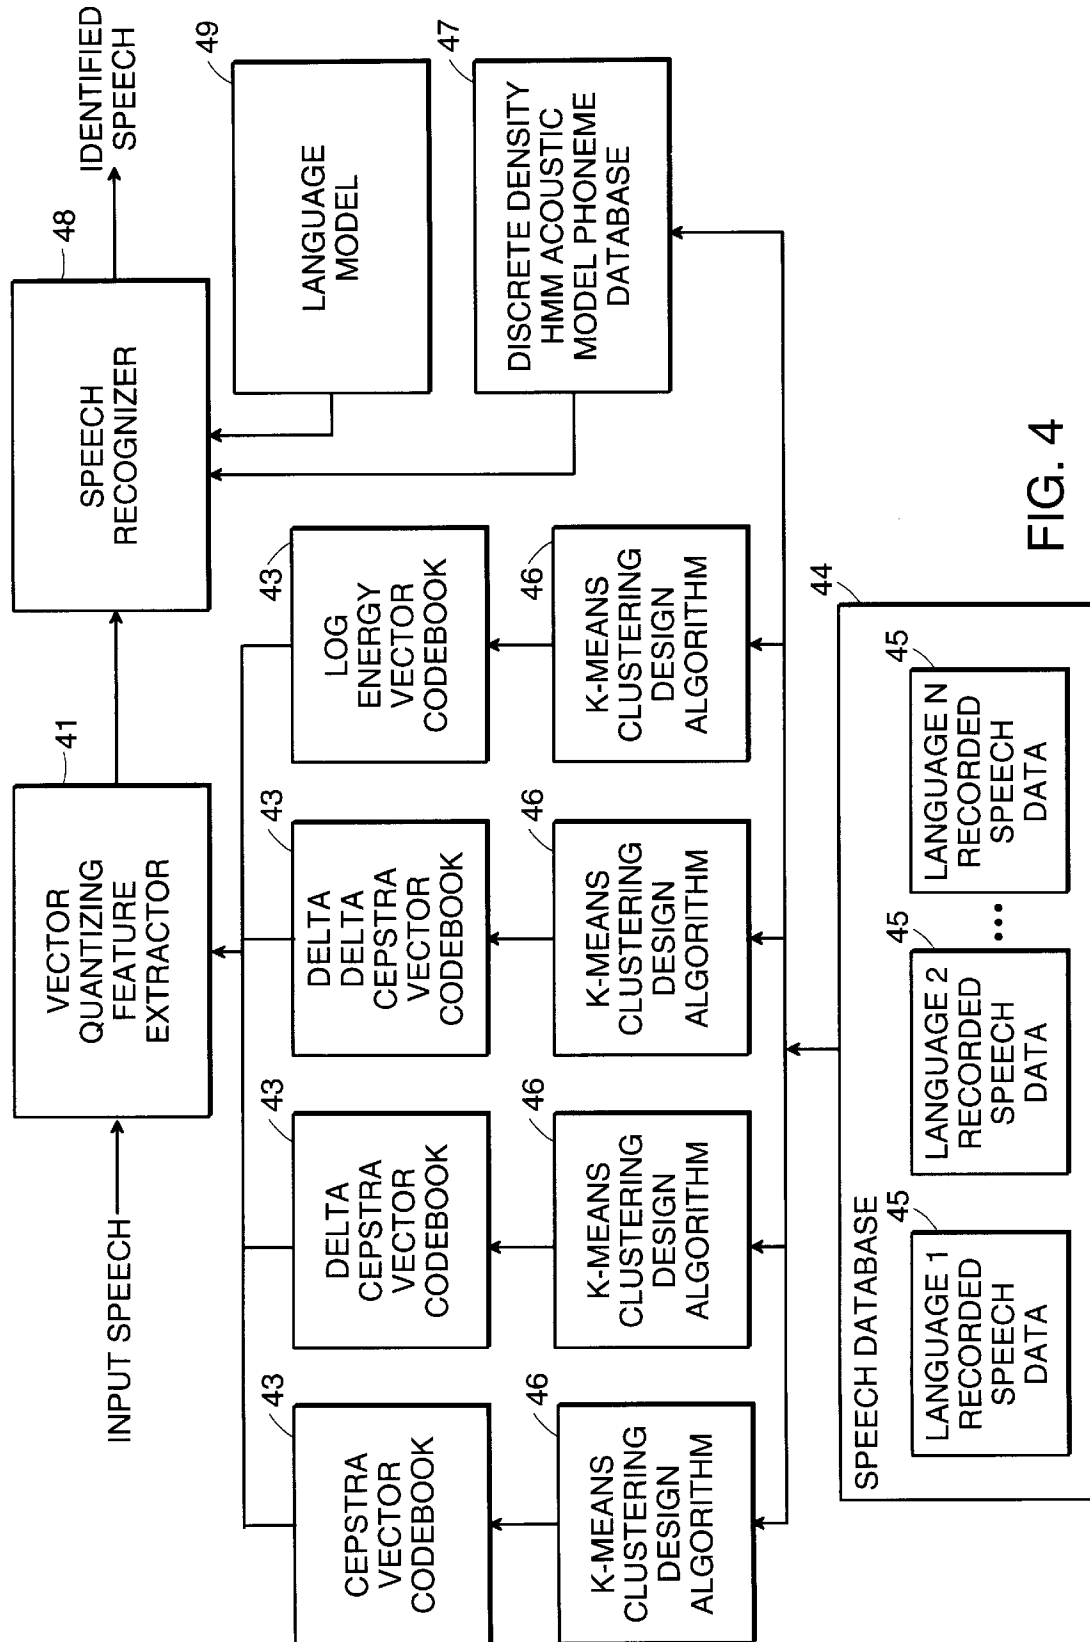 INPUT SPEECH
41
VECTOR
QUANTIZING
FEATURE
EXTRACTOR
48
SPEECH
RECOGNIZER
IDENTIFIED
SPEECH
43
CEPSTRA
VECTOR
CODEBOOK
43
DELTA
CEPSTRA
VECTOR
CODEBOOK
43
DELTA
DELTA
CEPSTRA
VECTOR
CODEBOOK
43
LOG
ENERGY
VECTOR
CODEBOOK
49
LANGUAGE
MODEL
46
K-MEANS
CLUSTERING
DESIGN
ALGORITHM
46
K-MEANS
CLUSTERING
DESIGN
ALGORITHM
46
K-MEANS
CLUSTERING
DESIGN
ALGORITHM
46
K-MEANS
CLUSTERING
DESIGN
ALGORITHM
47
DISCRETE DENSITY
HMM ACOUSTIC
MODEL PHONEME
DATABASE
44
SPEECH DATABASE
45
LANGUAGE 1
RECORDED
SPEECH
DATA
45
LANGUAGE 2
RECORDED
SPEECH
DATA
•••
45
LANGUAGE N
RECORDED
SPEECH
DATA
FIG. 4